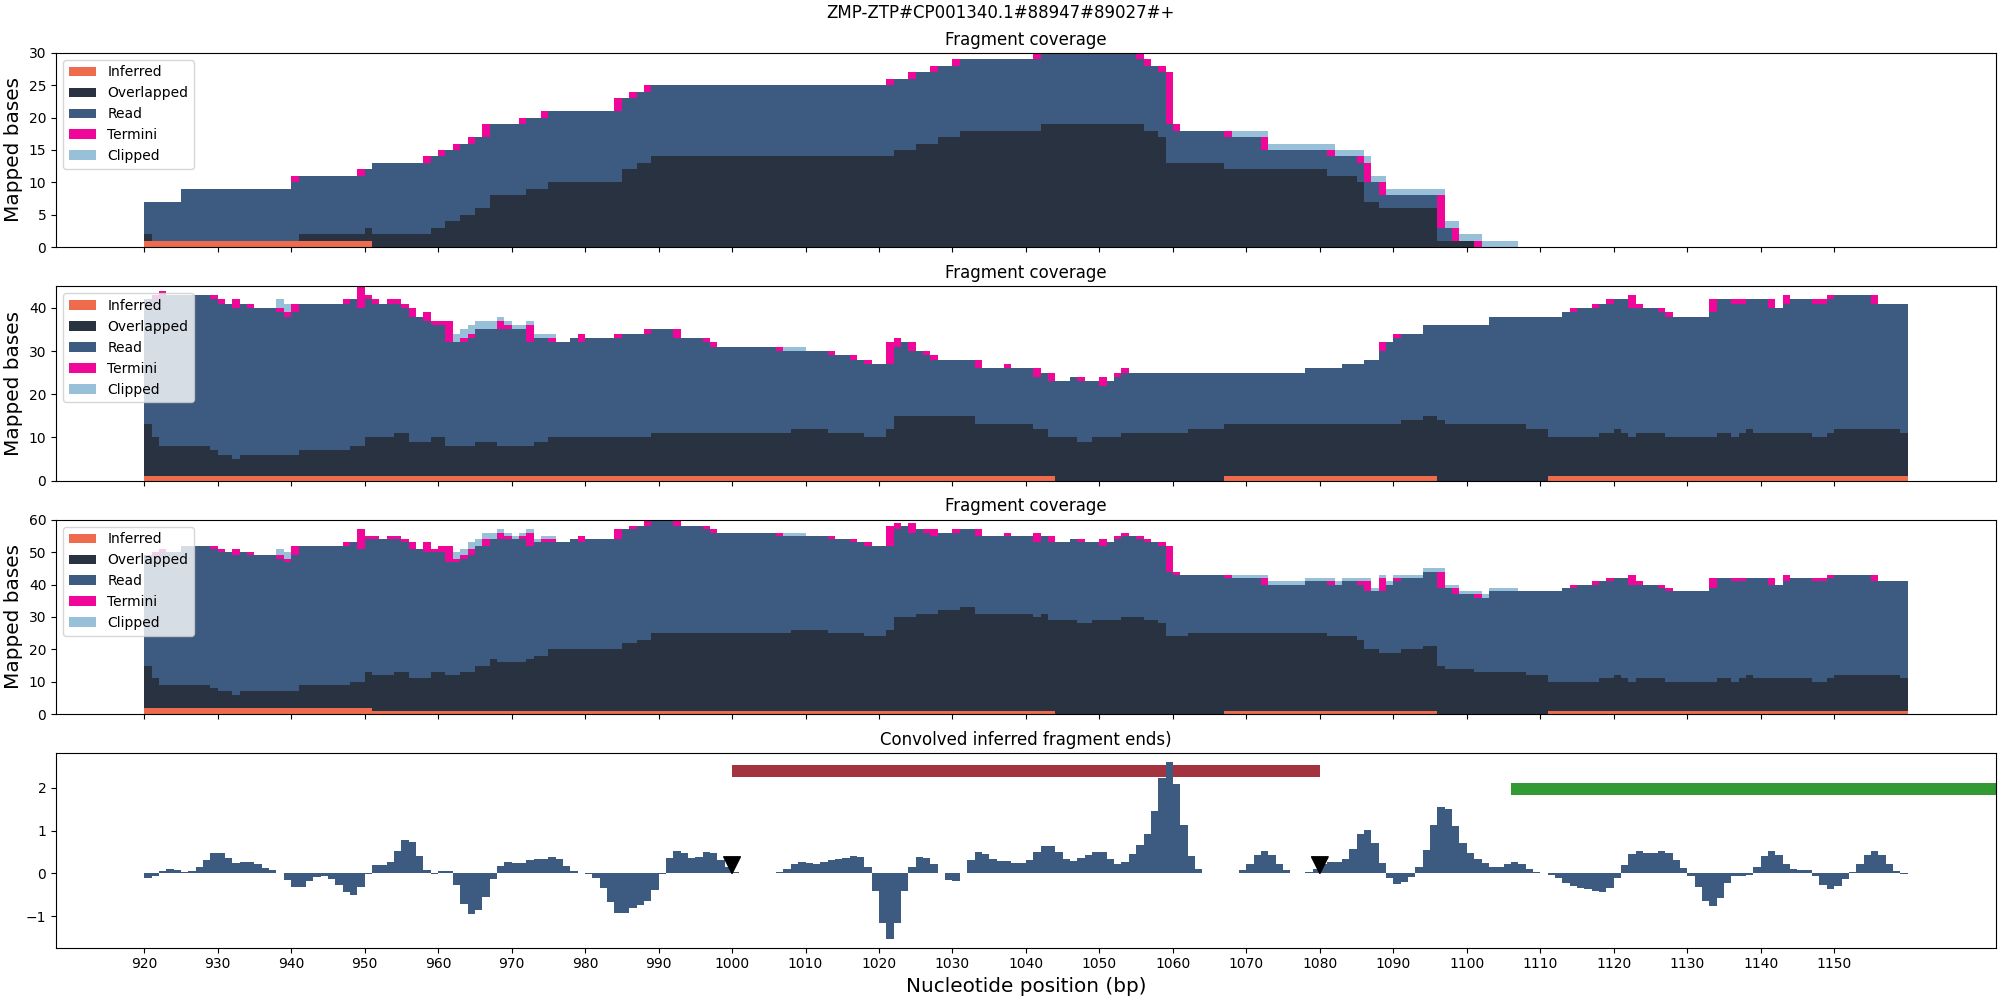 ZMP-ZTP#CP001340.1#88947#89027#+
Fragment coverage
Mapped bases
30
25
20
15
10
5
0
Inferred
Overlapped
Read
Termini
Clipped
Fragment coverage
Mapped bases
40
30
20
10
0
Inferred
Overlapped
Read
Termini
Clipped
Fragment coverage
Mapped bases
60
50
40
30
20
10
0
Inferred
Overlapped
Read
Termini
Clipped
Convolved inferred fragment ends)
2
1
0
−1
920 930 940 950 960 970 980 990 1000 1010 1020 1030 1040 1050 1060 1070 1080 1090 1100 1110 1120 1130 1140 1150
Nucleotide position (bp)